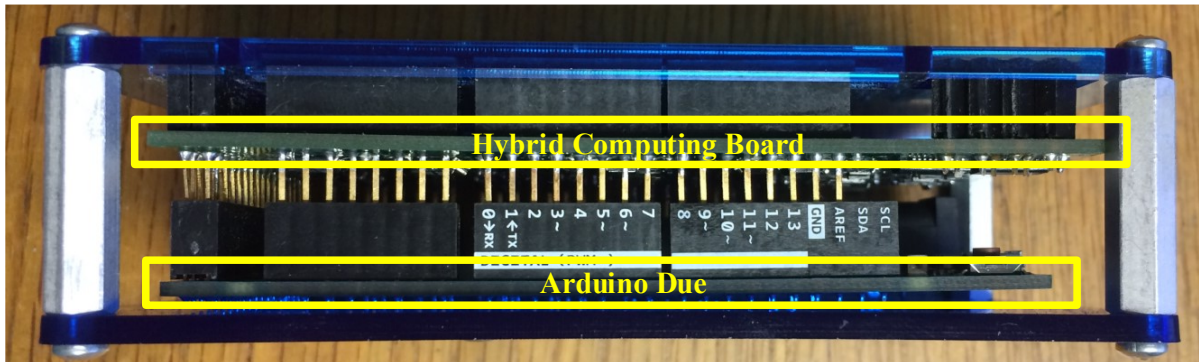 Hybrid Computing Board
0→RX
1←TX
2
3~
4
5~
6~
7
8
9~
10~
11~
12
13
GND
AREF
SDA
SCL
Arduino Due